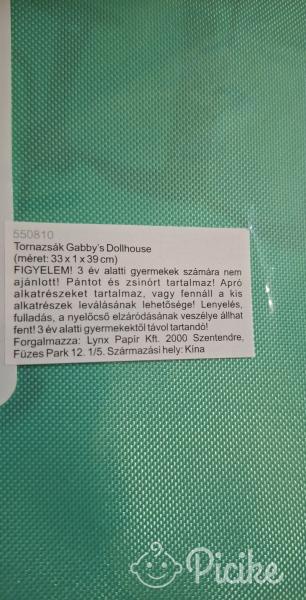 550810
Tornazsák Gabby's Dollhouse
(méret: 33 x 1 x 39 cm)
FIGYELEM! 3 év alatti gyermekek számára nem
ajánlott! Pántot és zsinórt tartalmaz! Apró
alkatrészeket tartalmaz, vagy fennáll a kis
alkatrészek leválásának lehetősége! Lenyelés,
fulladás, a nyelőcső elzáródásának veszélye állhat
fent! 3 év alatti gyermekektől távol tartandó!
Forgalmazza: Lynx Papír Kft. 2000 Szentendre,
Füzes Park 12. 1/5. Származási hely: Kína
Picike